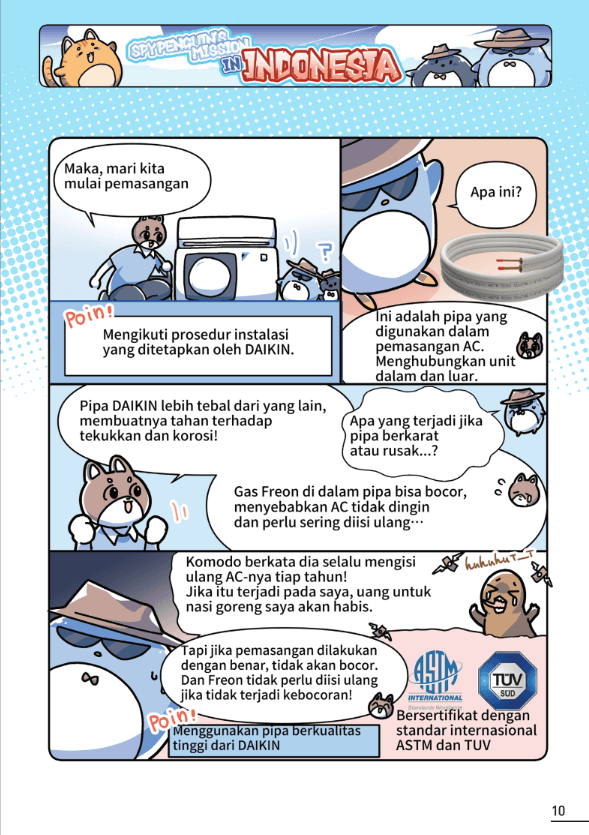 SPYPENGUIN'S
MISSION
IN INDONESIA
Maka, mari kita
mulai pemasangan
Apa ini?
?
Poin!
Mengikuti prosedur instalasi
yang ditetapkan oleh DAIKIN.
Ini adalah pipa yang
digunakan dalam
pemasangan AC.
Menghubungkan unit
dalam dan luar.
Pipa DAIKIN lebih tebal dari yang lain,
membuatnya tahan terhadap
tekukkan dan korosi!
Apa yang terjadi jika
pipa berkarat
atau rusak...?
Gas Freon di dalam pipa bisa bocor,
menyebabkan AC tidak dingin
dan perlu sering diisi ulang…
Komodo berkata dia selalu mengisi
ulang AC-nya tiap tahun!
Jika itu terjadi pada saya, uang untuk
nasi goreng saya akan habis.
huhuhu T_T
Tapi jika pemasangan dilakukan
dengan benar, tidak akan bocor.
Dan Freon tidak perlu diisi ulang
jika tidak terjadi kebocoran!
ASTM
INTERNATIONAL
Standards Worldwide
TÜV
SÜD
Poin!
Menggunakan pipa berkualitas
tinggi dari DAIKIN
Bersertifikat dengan
standar internasional
ASTM dan TUV
10